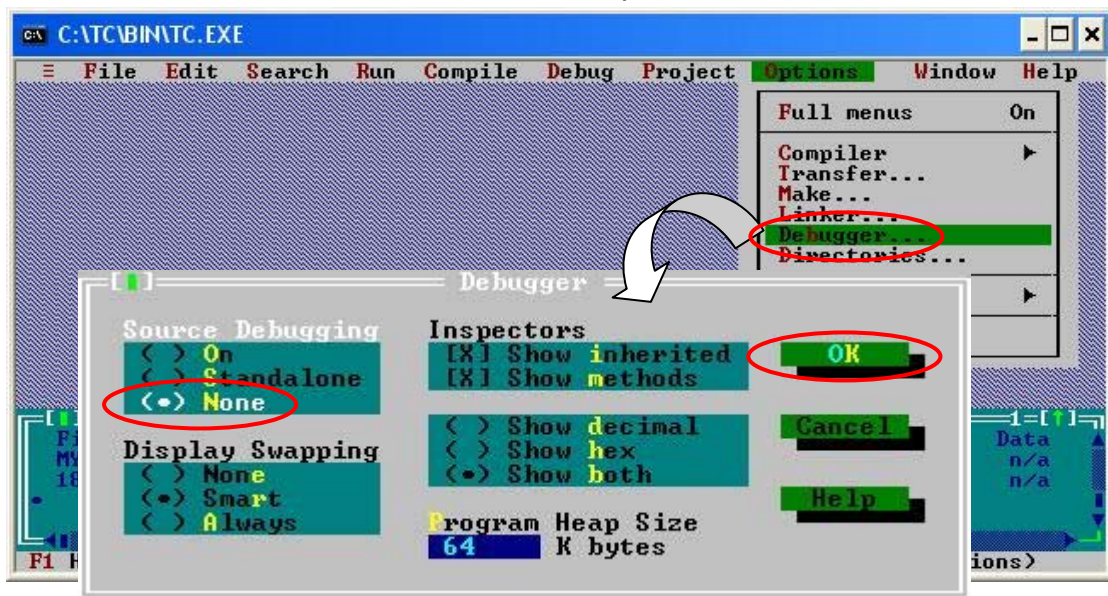 C:\TC\BIN\TC.EXE
≡ File Edit Search Run Compile Debug Project Options Window Help
Full menus On
Compiler
Transfer...
Make...
Linker...
Debugger...
Directories...
Debugger
Source Debugging
( ) On
( ) Standalone
(•) None
Display Swapping
( ) None
(•) Smart
( ) Always
Inspectors
[X] Show inherited
[X] Show methods
( ) Show decimal
( ) Show hex
(•) Show both
Program Heap Size
64 K bytes
OK
Cancel
Help
1=[↑]
Data
n/a
n/a
F1